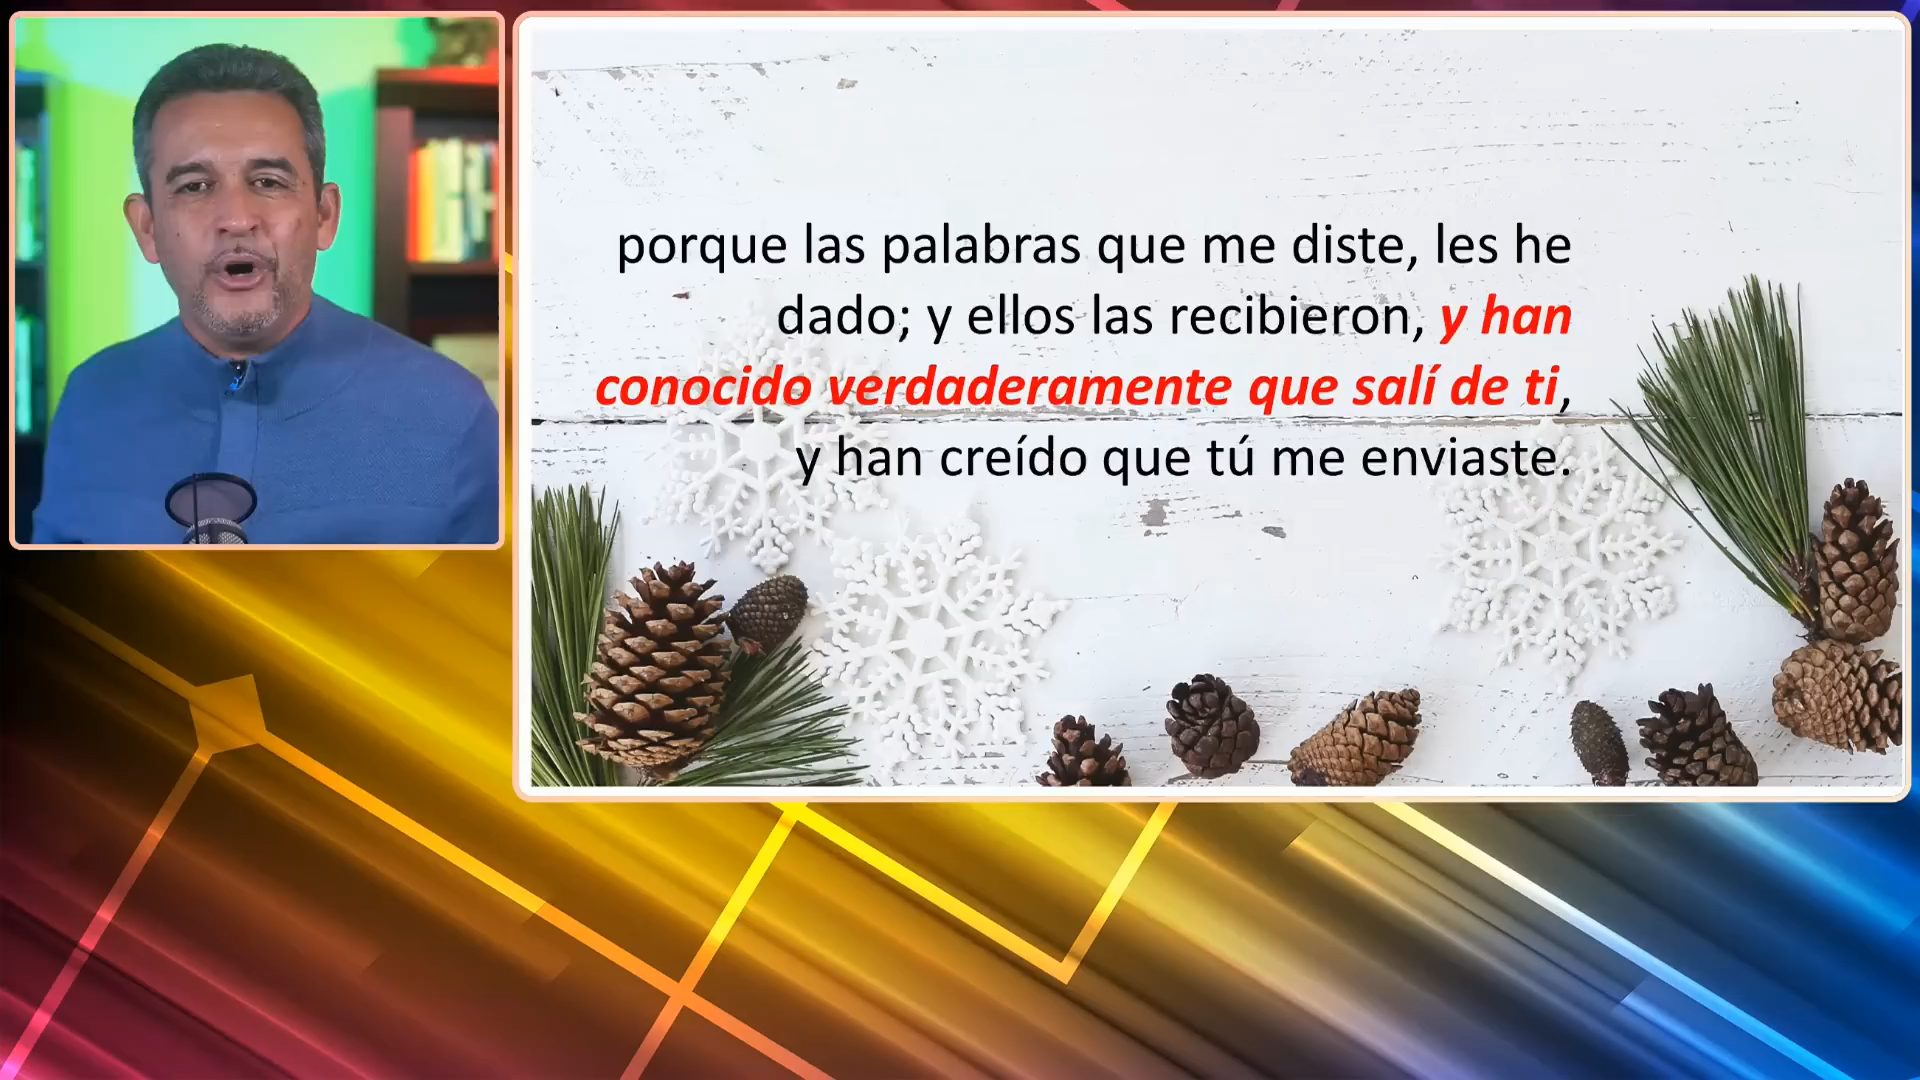 porque las palabras que me diste, les he
dado; y ellos las recibieron, y han
conocido verdaderamente que salí de ti,
y han creído que tú me enviaste.